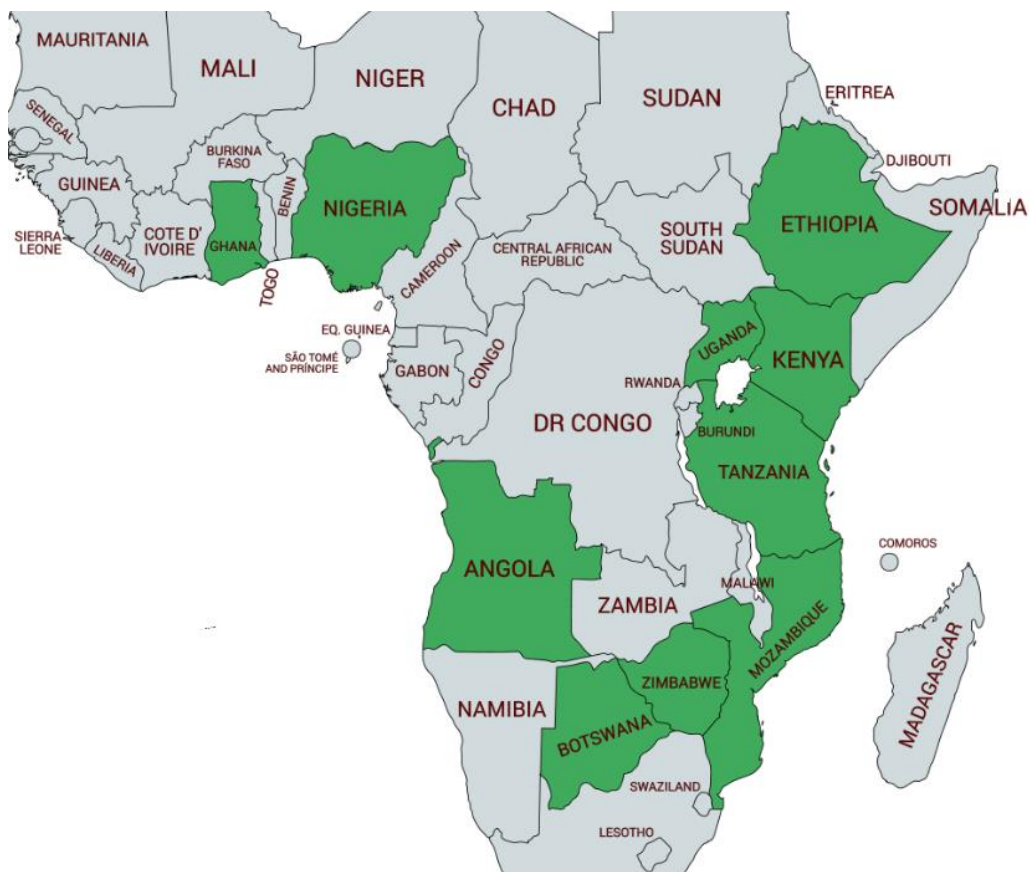 MAURITANIA
MALI
NIGER
CHAD
SUDAN
ERITREA
SENEGAL
BURKINA
FASO
BENIN
DJIBOUTI
GUINEA
NIGERIA
SOMALIA
SIERRA
LEONE
LIBERIA
COTE D'
IVOIRE
GHANA
TOGO
CAMEROON
CENTRAL AFRICAN
REPUBLIC
SOUTH
SUDAN
ETHIOPIA
EQ. GUINEA
SÃO TOMÉ
AND PRÍNCIPE
GABON
CONGO
UGANDA
KENYA
RWANDA
DR CONGO
BURUNDI
TANZANIA
COMOROS
ANGOLA
ZAMBIA
MALAWI
MOZAMBIQUE
MADAGASCAR
NAMIBIA
BOTSWANA
ZIMBABWE
SWAZILAND
LESOTHO